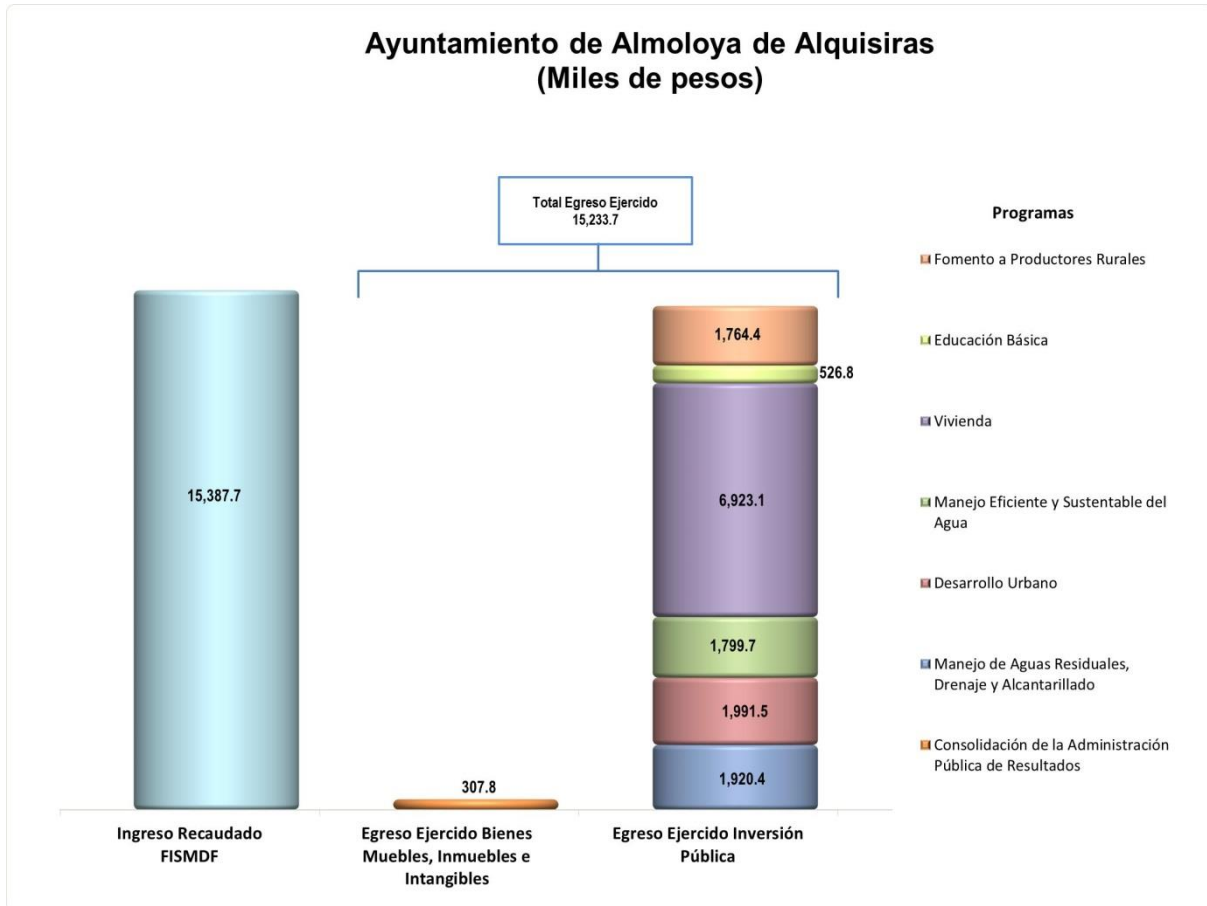 Ayuntamiento de Almoloya de Alquisiras
(Miles de pesos)
Total Egreso Ejercido
15,233.7
Programas
Fomento a Productores Rurales
Educación Básica
Vivienda
Manejo Eficiente y Sustentable del
Agua
Desarrollo Urbano
Manejo de Aguas Residuales,
Drenaje y Alcantarillado
Consolidación de la Administración
Pública de Resultados
15,387.7
307.8
1,764.4
526.8
6,923.1
1,799.7
1,991.5
1,920.4
Ingreso Recaudado
FISMDF
Egreso Ejercido Bienes
Muebles, Inmuebles e
Intangibles
Egreso Ejercido Inversión
Pública